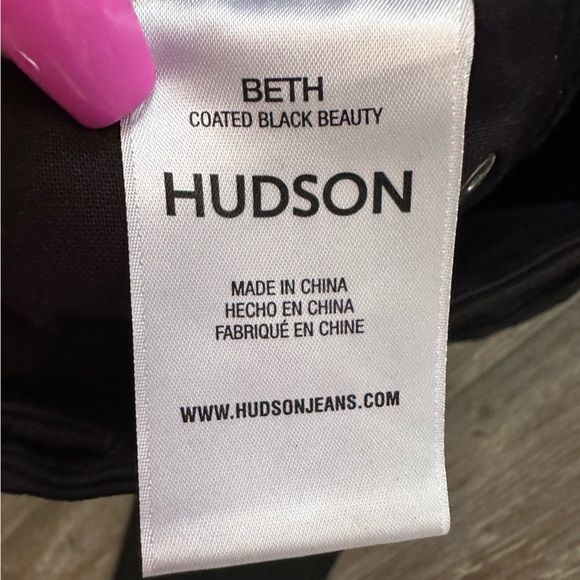 BETH
COATED BLACK BEAUTY
HUDSON
MADE IN CHINA
HECHO EN CHINA
FABRIQUÉ EN CHINE
WWW.HUDSONJEANS.COM